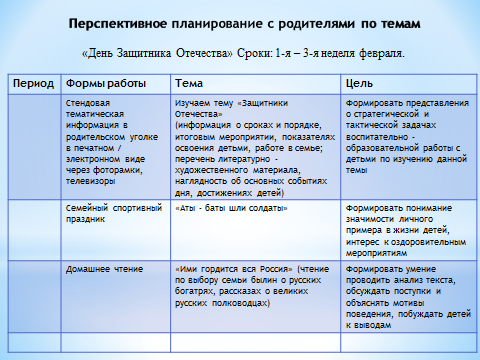 Перспективное планирование с родителями по темам
«День Защитника Отечества» Сроки: 1-я – 3-я неделя февраля.
Период
Формы работы
Тема
Цель
Стендовая
тематическая
информация в
родительском уголке
в печатном /
электронном виде
через фоторамки,
телевизоры
Изучаем тему «Защитники
Отечества»
(информация о сроках и порядке,
итоговым мероприятии, показателях
освоения детьми, работе в семье;
перечень литературно -
художественного материала,
наглядность об основных событиях
дня, достижениях детей)
Формировать представления
о стратегической и
тактической задачах
воспитательно -
образовательной работы с
детьми по изучению данной
темы
Семейный спортивный
праздник
«Аты - баты шли солдаты»
Формировать понимание
значимости личного
примера в жизни детей,
интерес к оздоровительным
мероприятиям
Домашнее чтение
«Ими гордится вся Россия» (чтение
по выбору семьи былин о русских
богатрях, рассказов о великих
русских полководцах)
Формировать умение
проводить анализ текста,
обсуждать поступки и
объяснять мотивы
поведения, побуждать детей
к выводам